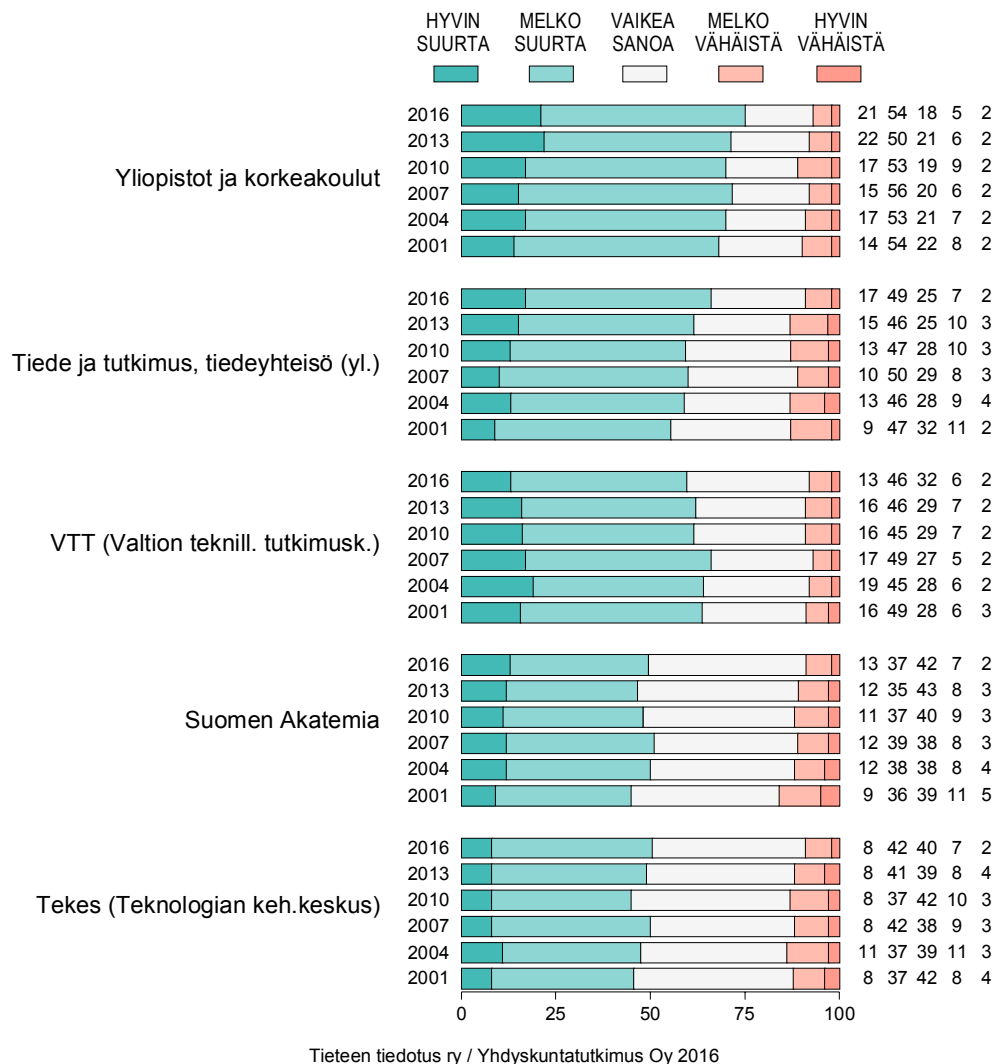 HYVIN MELKO VAIKEA MELKO HYVIN
SUURTA SUURTA SANOA VÄHÄISTÄ VÄHÄISTÄ
2016 21 54 18 5 2
2013 22 50 21 6 2
2010 17 53 19 9 2
Yliopistot ja korkeakoulut
2007 15 56 20 6 2
2004 17 53 21 7 2
2001 14 54 22 8 2
2016 17 49 25 7 2
2013 15 46 25 10 3
2010 13 47 28 10 3
Tiede ja tutkimus, tiedeyhteisö (yl.)
2007 10 50 29 8 3
2004 13 46 28 9 4
2001 9 47 32 11 2
2016 13 46 32 6 2
2013 16 46 29 7 2
2010 16 45 29 7 2
VTT (Valtion teknill. tutkimusk.)
2007 17 49 27 5 2
2004 19 45 28 6 2
2001 16 49 28 6 3
2016 13 37 42 7 2
2013 12 35 43 8 3
2010 11 37 40 9 3
Suomen Akatemia
2007 12 39 38 8 3
2004 12 38 38 8 4
2001 9 36 39 11 5
2016 8 42 40 7 2
2013 8 41 39 8 4
2010 8 37 42 10 3
Tekes (Teknologian keh.keskus)
2007 8 42 38 9 3
2004 11 37 39 11 3
2001 8 37 42 8 4
0 25 50 75 100
Tieteen tiedotus ry / Yhdyskuntatutkimus Oy 2016